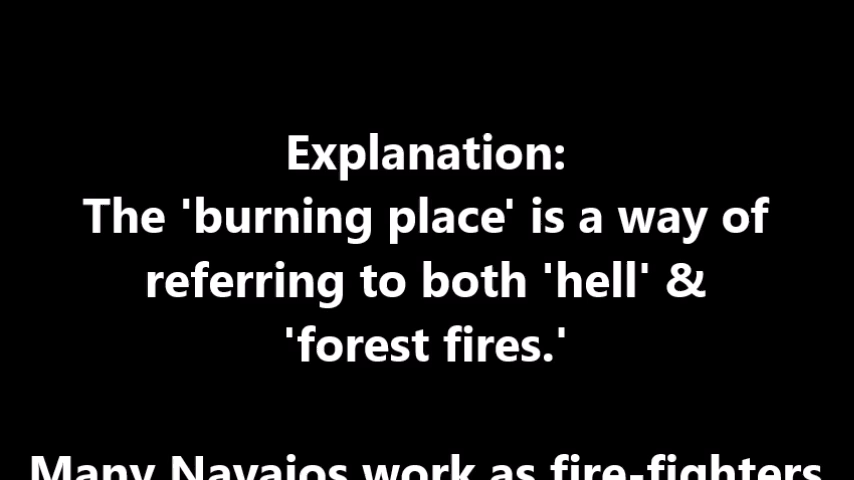 Explanation:
The 'burning place' is a way of
referring to both 'hell' &
'forest fires.'
Many Navajos work as fire-fighters